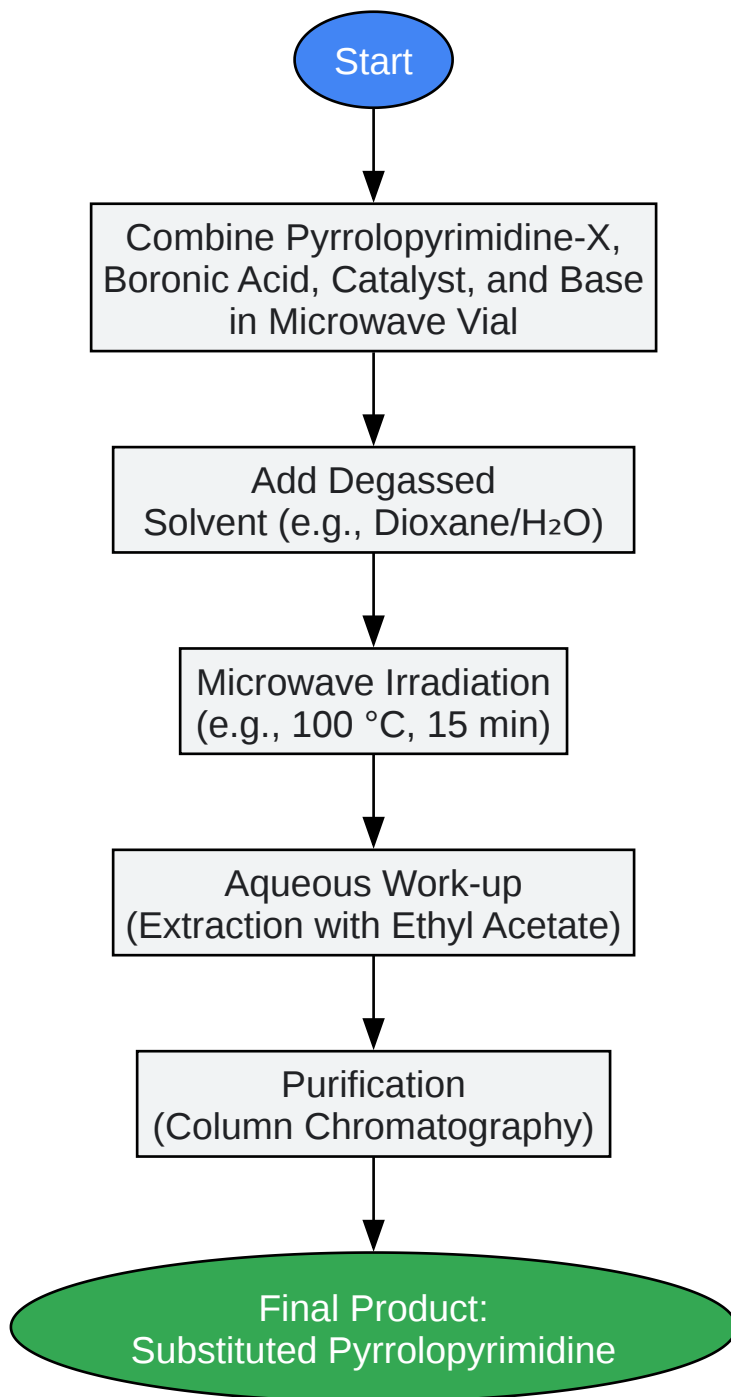 Start
Combine Pyrrolopyrimidine-X,
Boronic Acid, Catalyst, and Base
in Microwave Vial
Add Degassed
Solvent (e.g., Dioxane/H₂O)
Microwave Irradiation
(e.g., 100 °C, 15 min)
Aqueous Work-up
(Extraction with Ethyl Acetate)
Purification
(Column Chromatography)
Final Product:
Substituted Pyrrolopyrimidine